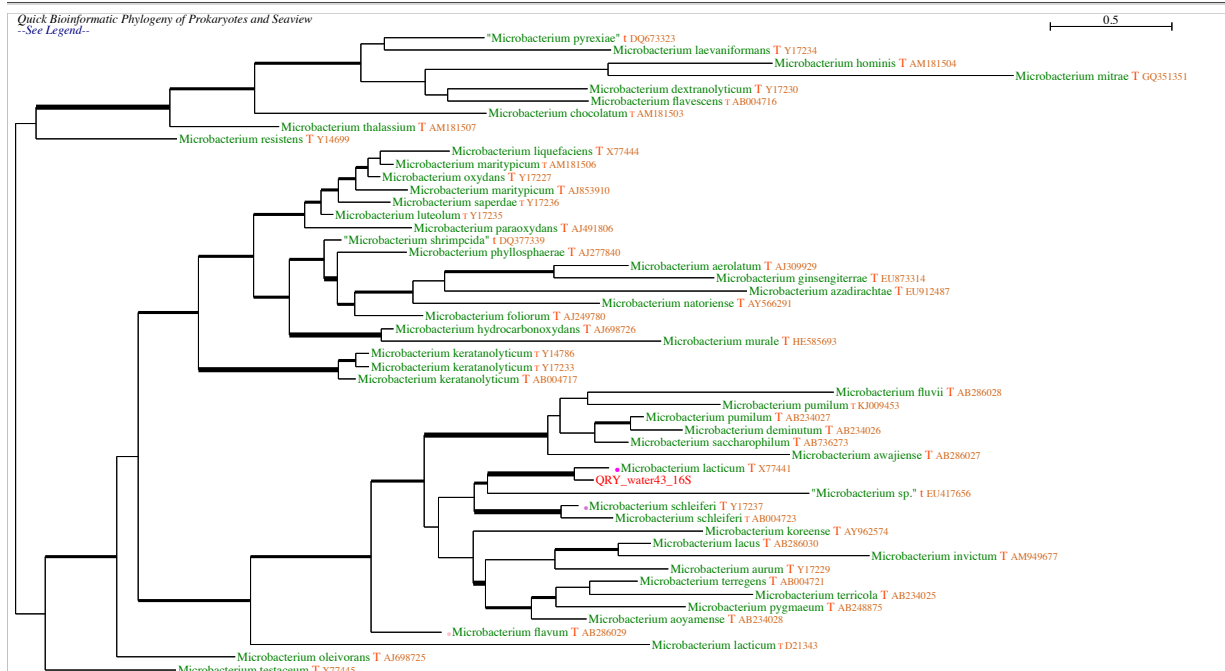 Quick Bioinformatic Phylogeny of Prokaryotes and Seaview
--See Legend--
0.5
"Microbacterium pyrexiae" t DQ673323
Microbacterium laevaniformans T Y17234
Microbacterium hominis T AM181504
Microbacterium mitrae T GQ351351
Microbacterium dextranolyticum T Y17230
Microbacterium flavescens T AB004716
Microbacterium chocolatum T AM181503
Microbacterium thalassium T AM181507
Microbacterium resistens T Y14699
Microbacterium liquefaciens T X77444
Microbacterium maritypicum T AM181506
Microbacterium oxydans T Y17227
Microbacterium maritypicum T AJ853910
Microbacterium saperdae T Y17236
Microbacterium luteolum T Y17235
Microbacterium paraoxydans T AJ491806
"Microbacterium shrimpcida" t DQ377339
Microbacterium phyllosphaerae T AJ277840
Microbacterium aerolatum T AJ309929
Microbacterium ginsengiterrae T EU873314
Microbacterium azadirachtae T EU912487
Microbacterium natoriense T AY566291
Microbacterium foliorum T AJ249780
Microbacterium hydrocarbonoxydans T AJ698726
Microbacterium murale T HE585693
Microbacterium keratanolyticum T Y14786
Microbacterium keratanolyticum T Y17233
Microbacterium keratanolyticum T AB004717
Microbacterium fluvii T AB286028
Microbacterium pumilum T KJ009453
Microbacterium pumilum T AB234027
Microbacterium deminutum T AB234026
Microbacterium saccharophilum T AB736273
Microbacterium awajiense T AB286027
Microbacterium lacticum T X77441
QRY_water43_16S
"Microbacterium sp." t EU417656
Microbacterium schleiferi T Y17237
Microbacterium schleiferi T AB004723
Microbacterium koreense T AY962574
Microbacterium lacus T AB286030
Microbacterium invictum T AM949677
Microbacterium aurum T Y17229
Microbacterium terregens T AB004721
Microbacterium terricola T AB234025
Microbacterium pygmaeum T AB248875
Microbacterium aoyamense T AB234028
Microbacterium flavum T AB286029
Microbacterium lacticum T D21343
Microbacterium oleivorans T AJ698725
Microbacterium testaceum T X77445